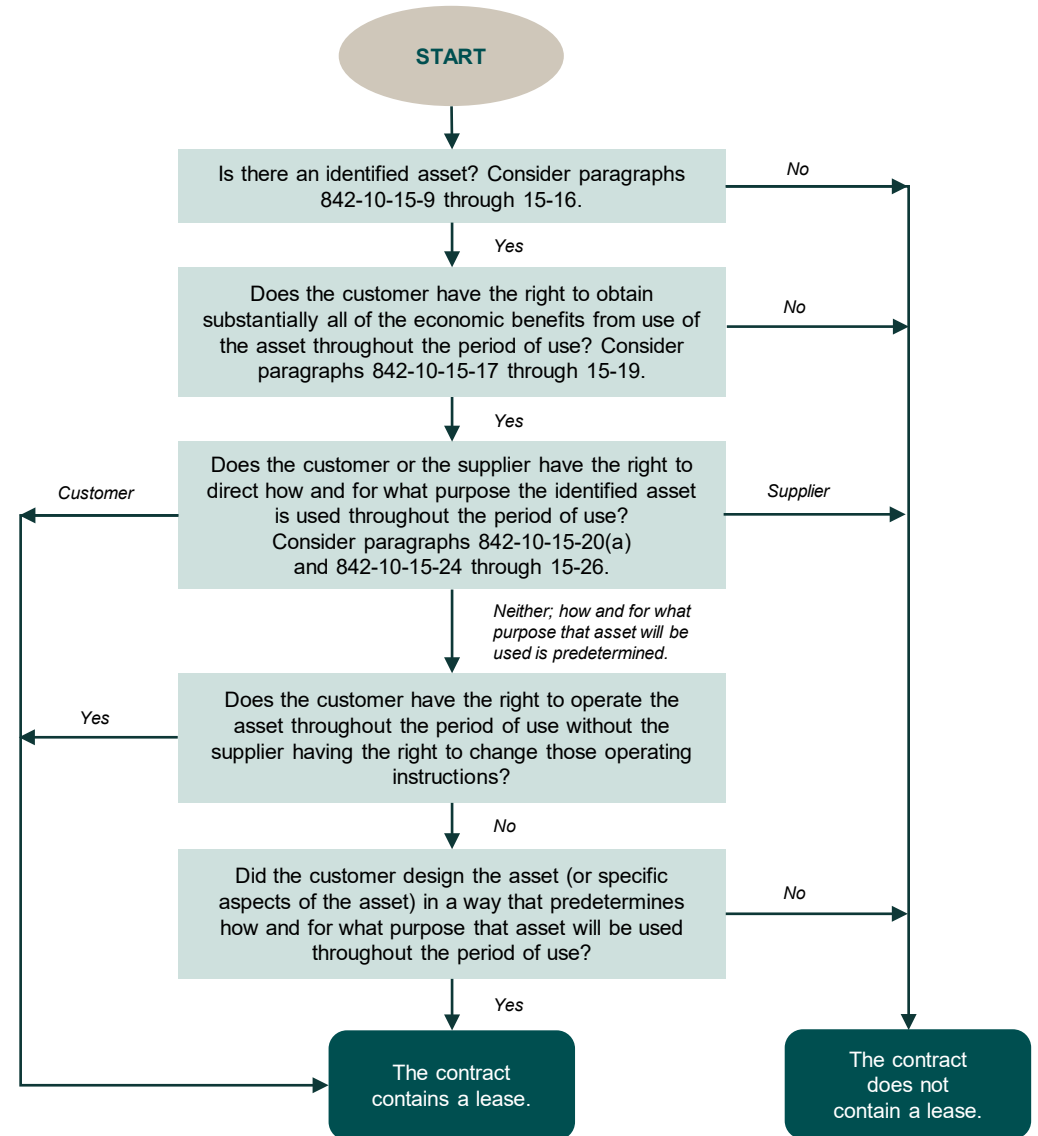 START
Is there an identified asset? Consider paragraphs
842-10-15-9 through 15-16.
No
Yes
Does the customer have the right to obtain
substantially all of the economic benefits from use of
the asset throughout the period of use? Consider
paragraphs 842-10-15-17 through 15-19.
No
Yes
Does the customer or the supplier have the right to
direct how and for what purpose the identified asset
is used throughout the period of use?
Consider paragraphs 842-10-15-20(a)
and 842-10-15-24 through 15-26.
Customer
Supplier
Neither; how and for what
purpose that asset will be
used is predetermined.
Does the customer have the right to operate the
asset throughout the period of use without the
supplier having the right to change those operating
instructions?
Yes
No
Did the customer design the asset (or specific
aspects of the asset) in a way that predetermines
how and for what purpose that asset will be used
throughout the period of use?
No
Yes
The contract
contains a lease.
The contract
does not
contain a lease.